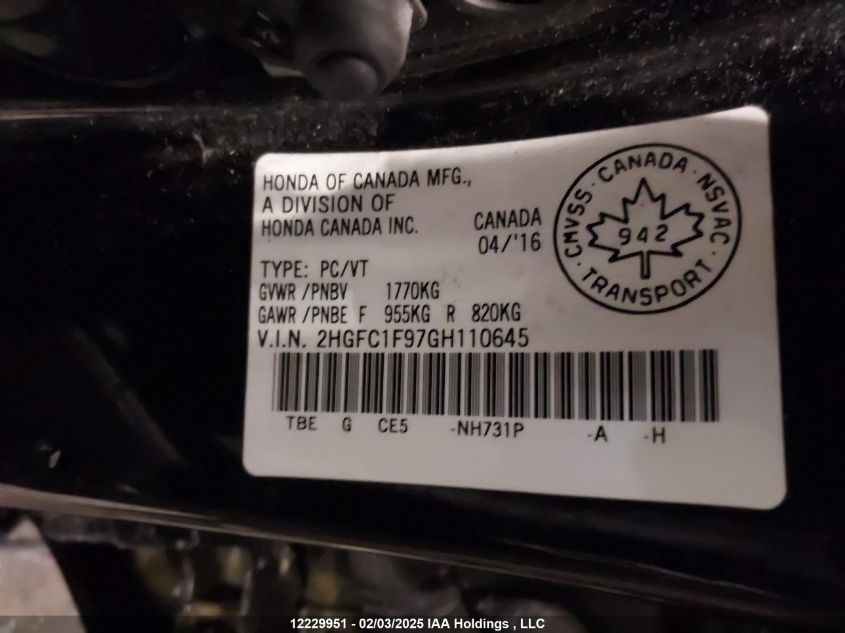 HONDA OF CANADA MFG.,
A DIVISION OF
HONDA CANADA INC.
CANADA
04/'16
TYPE: PC/VT
GVWR /PNBV 1770KG
GAWR /PNBE F 955KG R 820KG
V.I.N. 2HGFC1F97GH110645
TBE G CE5 -NH731P -A -H
CMVSS · CANADA · NSVAC · TRANSPORT ·
942
12229951 - 02/03/2025 IAA Holdings , LLC